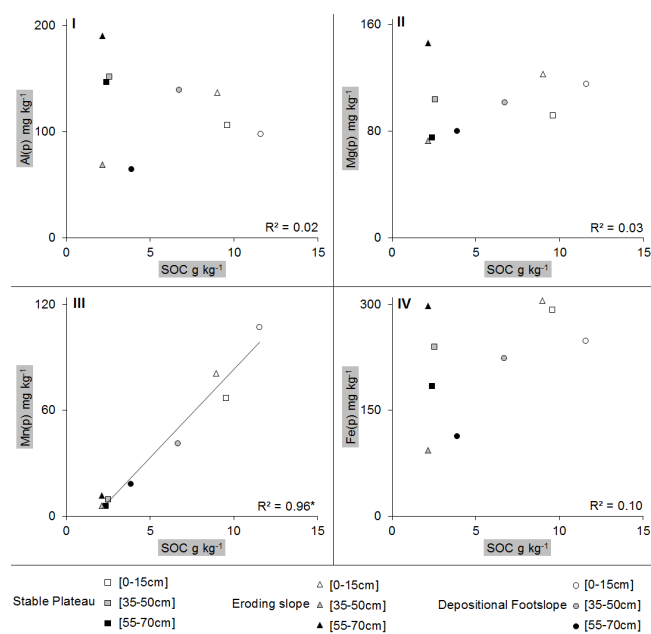 I
200
100
0
Al(p) mg kg⁻¹
R² = 0.02
0 5 10 15
SOC g kg⁻¹
II
160
80
0
Mg(p) mg kg⁻¹
R² = 0.03
0 5 10 15
SOC g kg⁻¹
III
120
60
0
Mn(p) mg kg⁻¹
R² = 0.96*
0 5 10 15
SOC g kg⁻¹
IV
300
150
0
Fe(p) mg kg⁻¹
R² = 0.10
0 5 10 15
SOC g kg⁻¹
Stable Plateau
[0-15cm]
[35-50cm]
[55-70cm]
Eroding slope
[0-15cm]
[35-50cm]
[55-70cm]
Depositional Footslope
[0-15cm]
[35-50cm]
[55-70cm]